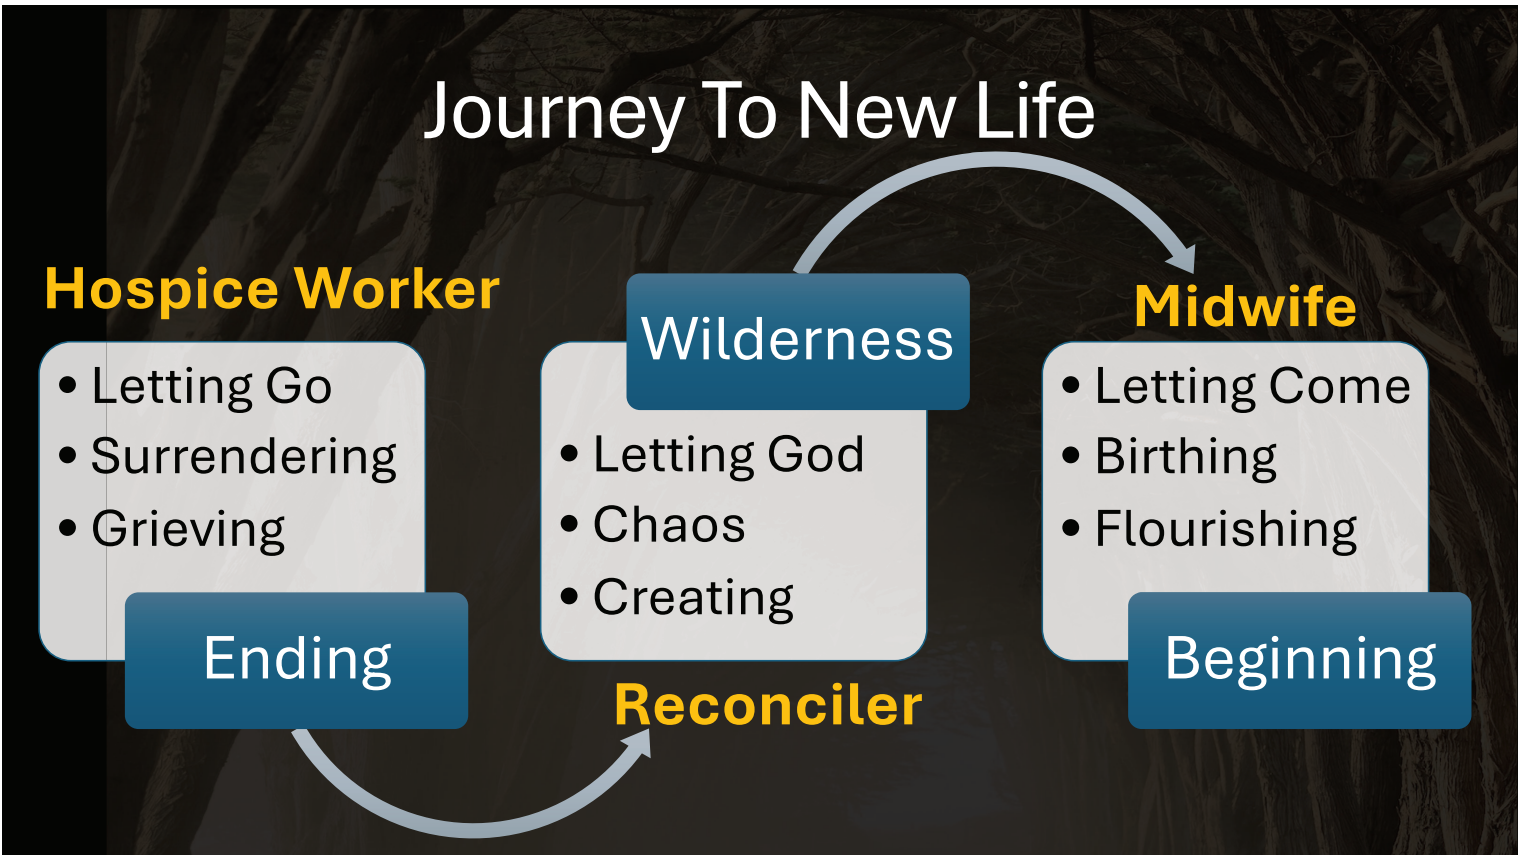 Journey To New Life
Hospice Worker
• Letting Go
• Surrendering
• Grieving
Ending
Wilderness
• Letting God
• Chaos
• Creating
Reconciler
Midwife
• Letting Come
• Birthing
• Flourishing
Beginning